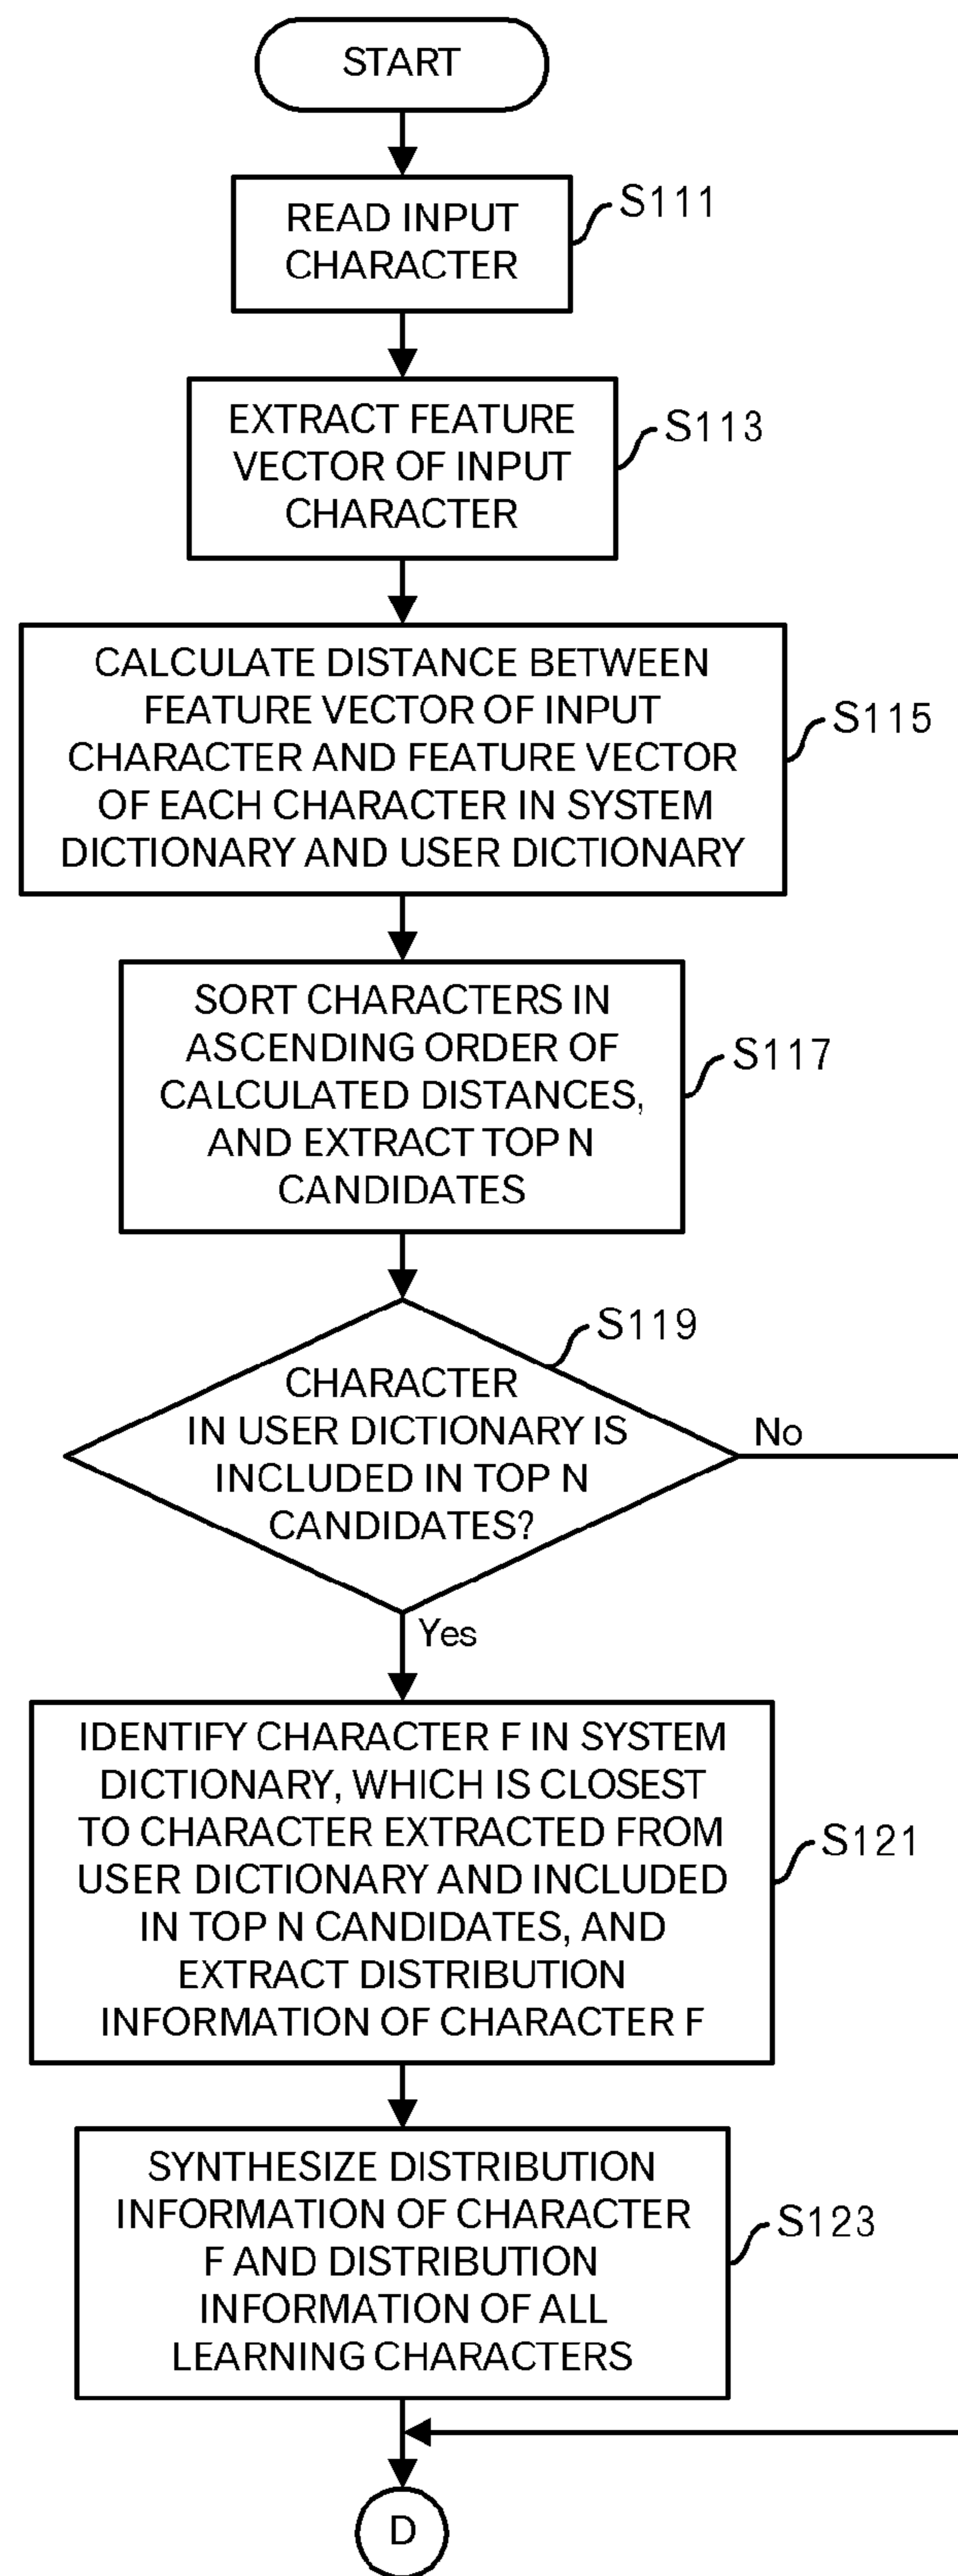 START
READ INPUT
CHARACTER
S111
EXTRACT FEATURE
VECTOR OF INPUT
CHARACTER
S113
CALCULATE DISTANCE BETWEEN
FEATURE VECTOR OF INPUT
CHARACTER AND FEATURE VECTOR
OF EACH CHARACTER IN SYSTEM
DICTIONARY AND USER DICTIONARY
S115
SORT CHARACTERS IN
ASCENDING ORDER OF
CALCULATED DISTANCES,
AND EXTRACT TOP N
CANDIDATES
S117
S119
CHARACTER
IN USER DICTIONARY IS
INCLUDED IN TOP N
CANDIDATES?
No
Yes
IDENTIFY CHARACTER F IN SYSTEM
DICTIONARY, WHICH IS CLOSEST
TO CHARACTER EXTRACTED FROM
USER DICTIONARY AND INCLUDED
IN TOP N CANDIDATES, AND
EXTRACT DISTRIBUTION
INFORMATION OF CHARACTER F
S121
SYNTHESIZE DISTRIBUTION
INFORMATION OF CHARACTER
F AND DISTRIBUTION
INFORMATION OF ALL
LEARNING CHARACTERS
S123
D